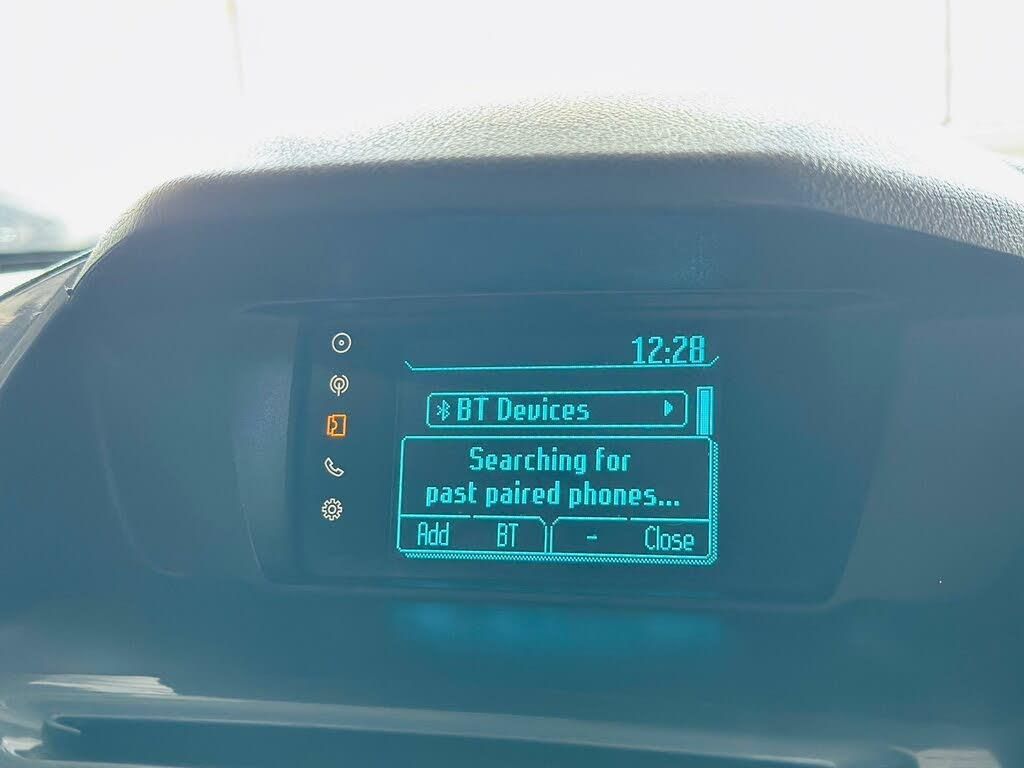 12:28
BT Devices
Searching for
past paired phones...
Add BT - Close